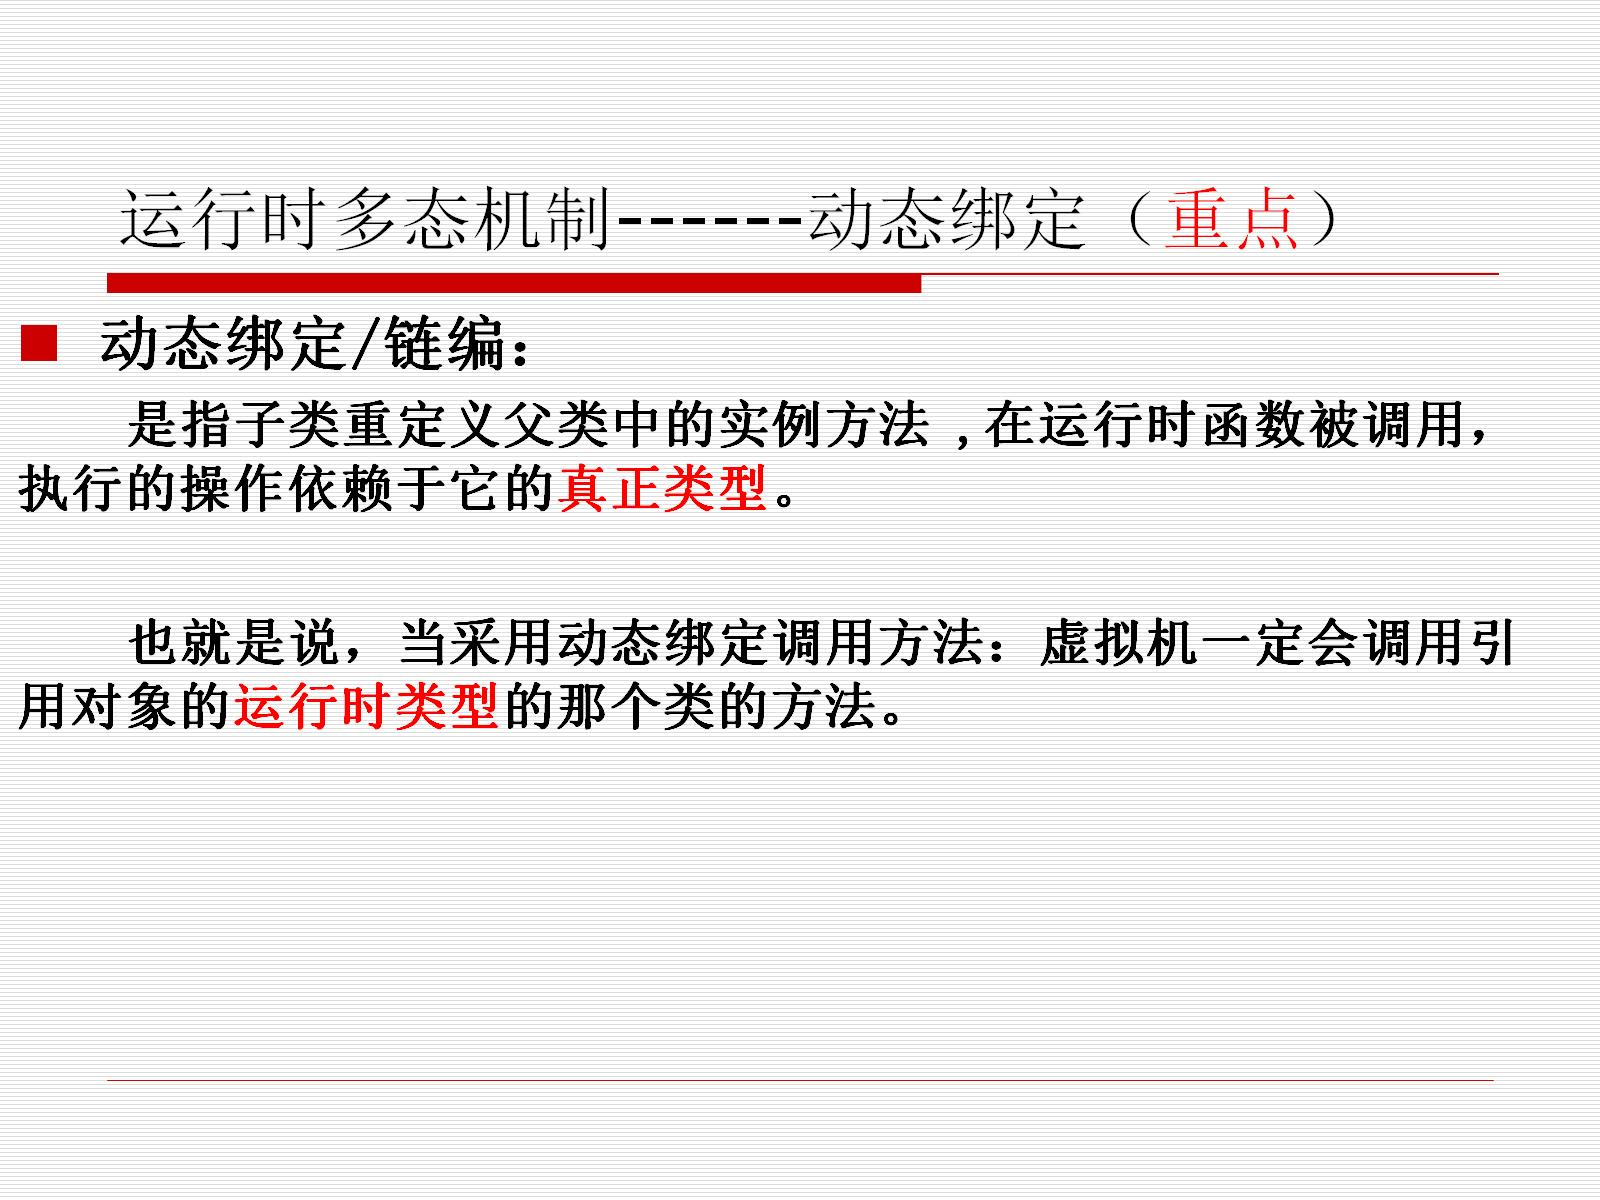 运行时多态机制------动态绑定（重点）
动态绑定/链编：
是指子类重定义父类中的实例方法 ,在运行时函数被调用，
执行的操作依赖于它的真正类型。
也就是说，当采用动态绑定调用方法：虚拟机一定会调用引
用对象的运行时类型的那个类的方法。